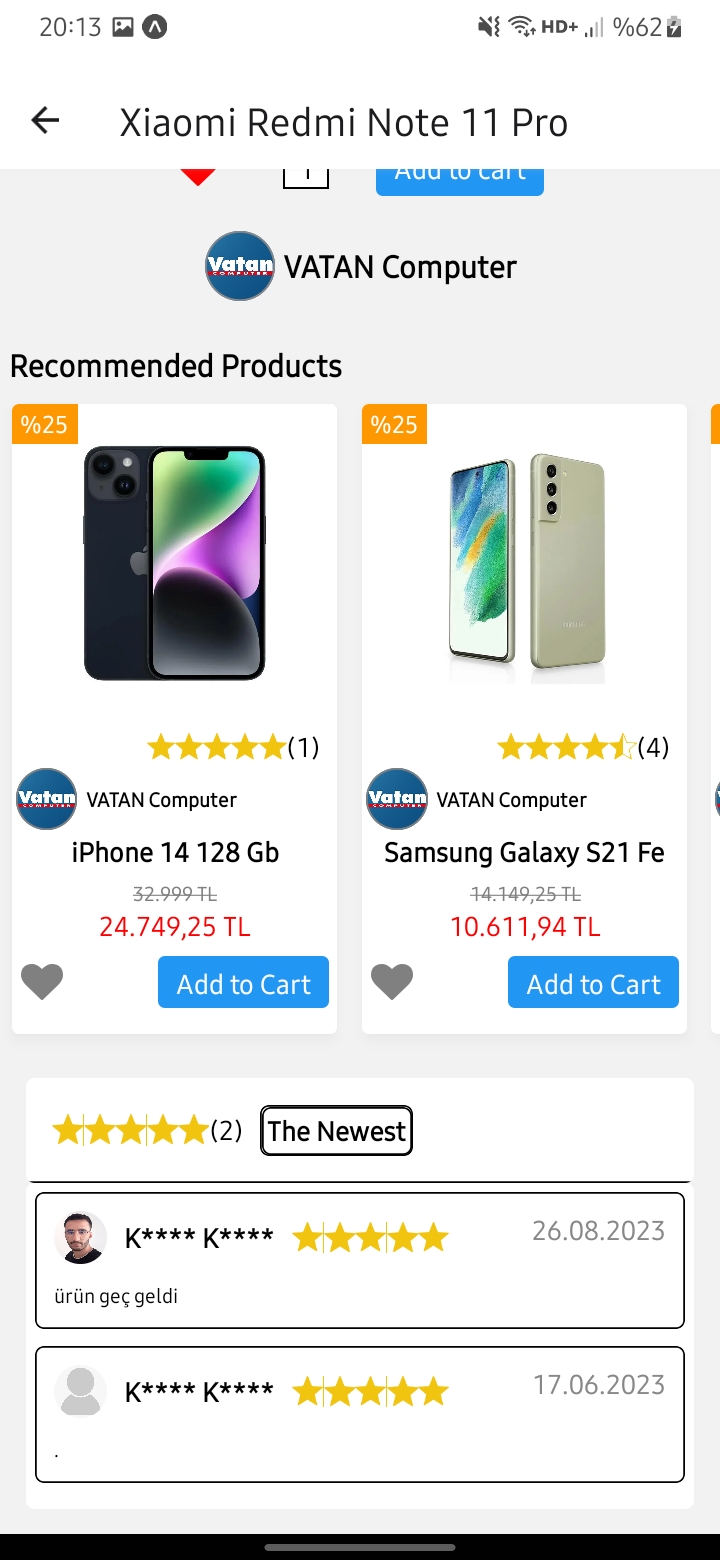 20:13 HD+ %62
Xiaomi Redmi Note 11 Pro
1 Add to cart
Vatan COMPUTER VATAN Computer
Recommended Products
%25 %25
SAMSUNG
(1) (4)
Vatan COMPUTER VATAN Computer Vatan COMPUTER VATAN Computer
iPhone 14 128 Gb Samsung Galaxy S21 Fe
32.999 TL 14.149,25 TL
24.749,25 TL 10.611,94 TL
Add to Cart Add to Cart
(2) The Newest
K**** K**** 26.08.2023
ürün geç geldi
K**** K**** 17.06.2023
.